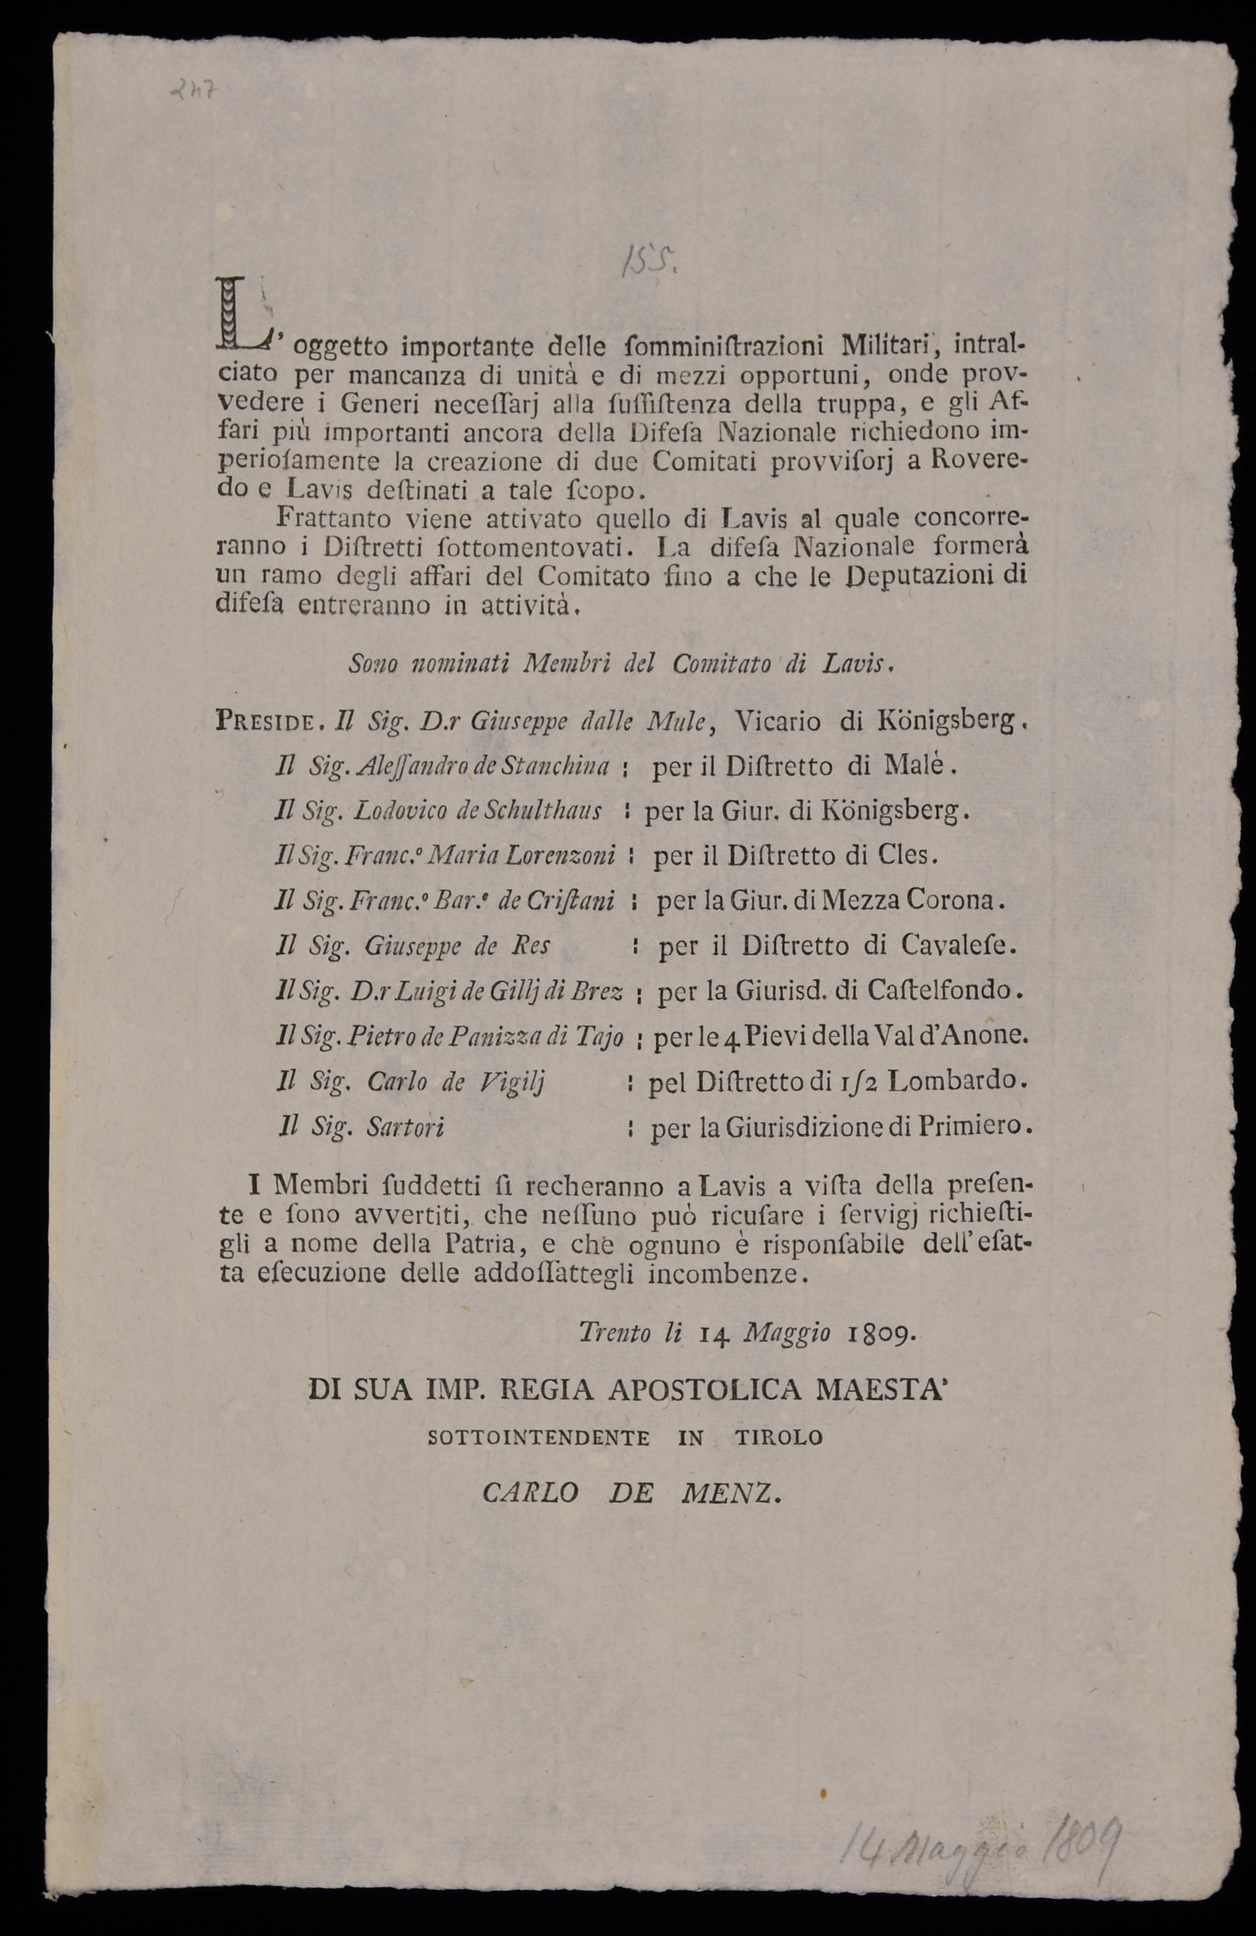 247
155.
L' oggetto importante delle ſomminiſtrazioni Militari, intral-
ciato per mancanza di unità e di mezzi opportuni, onde prov-
vedere i Generi neceſſarj alla ſuſſiſtenza della truppa, e gli Af-
fari più importanti ancora della Difeſa Nazionale richiedono im-
perioſamente la creazione di due Comitati provviſorj a Rovere-
do e Lavis deſtinati a tale ſcopo.
Frattanto viene attivato quello di Lavis al quale concorre-
ranno i Diſtretti ſottomentovati. La difeſa Nazionale formerà
un ramo degli affari del Comitato fino a che le Deputazioni di
difeſa entreranno in attività.
Sono nominati Membri del Comitato di Lavis.
PRESIDE. Il Sig. D.r Giuseppe dalle Mule, Vicario di Königsberg.
Il Sig. Aleſſandro de Stanchina : per il Diſtretto di Malè.
Il Sig. Lodovico de Schulthaus : per la Giur. di Königsberg.
Il Sig. Franc.º Maria Lorenzoni : per il Diſtretto di Cles.
Il Sig. Franc.º Bar.e de Criſtani : per la Giur. di Mezza Corona.
Il Sig. Giuseppe de Res : per il Diſtretto di Cavaleſe.
Il Sig. D.r Luigi de Gillj di Brez : per la Giurisd. di Caſtelfondo.
Il Sig. Pietro de Panizza di Tajo : per le 4 Pievi della Val d'Anone.
Il Sig. Carlo de Vigilj : pel Diſtretto di 1/2 Lombardo.
Il Sig. Sartori : per la Giurisdizione di Primiero.
I Membri ſuddetti ſi recheranno a Lavis a viſta della preſen-
te e ſono avvertiti, che neſſuno può ricuſare i ſervigj richieſti-
gli a nome della Patria, e che ognuno è risponſabile dell'eſat-
ta eſecuzione delle addoſſattegli incombenze.
Trento li 14 Maggio 1809.
DI SUA IMP. REGIA APOSTOLICA MAESTA'
SOTTOINTENDENTE IN TIROLO
CARLO DE MENZ.
14 Maggio 1809